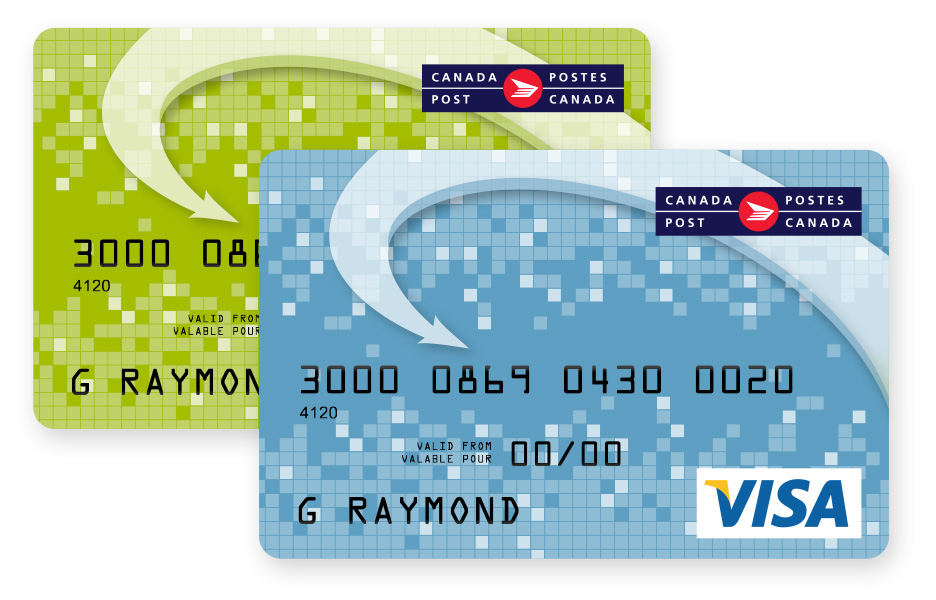 CANADA POSTES
POST CANADA
3000 08
4120
VALID FROM
VALABLE POUR
G RAYMON
CANADA POSTES
POST CANADA
3000 0869 0430 0020
4120
VALID FROM
VALABLE POUR 00/00
G RAYMOND
VISA